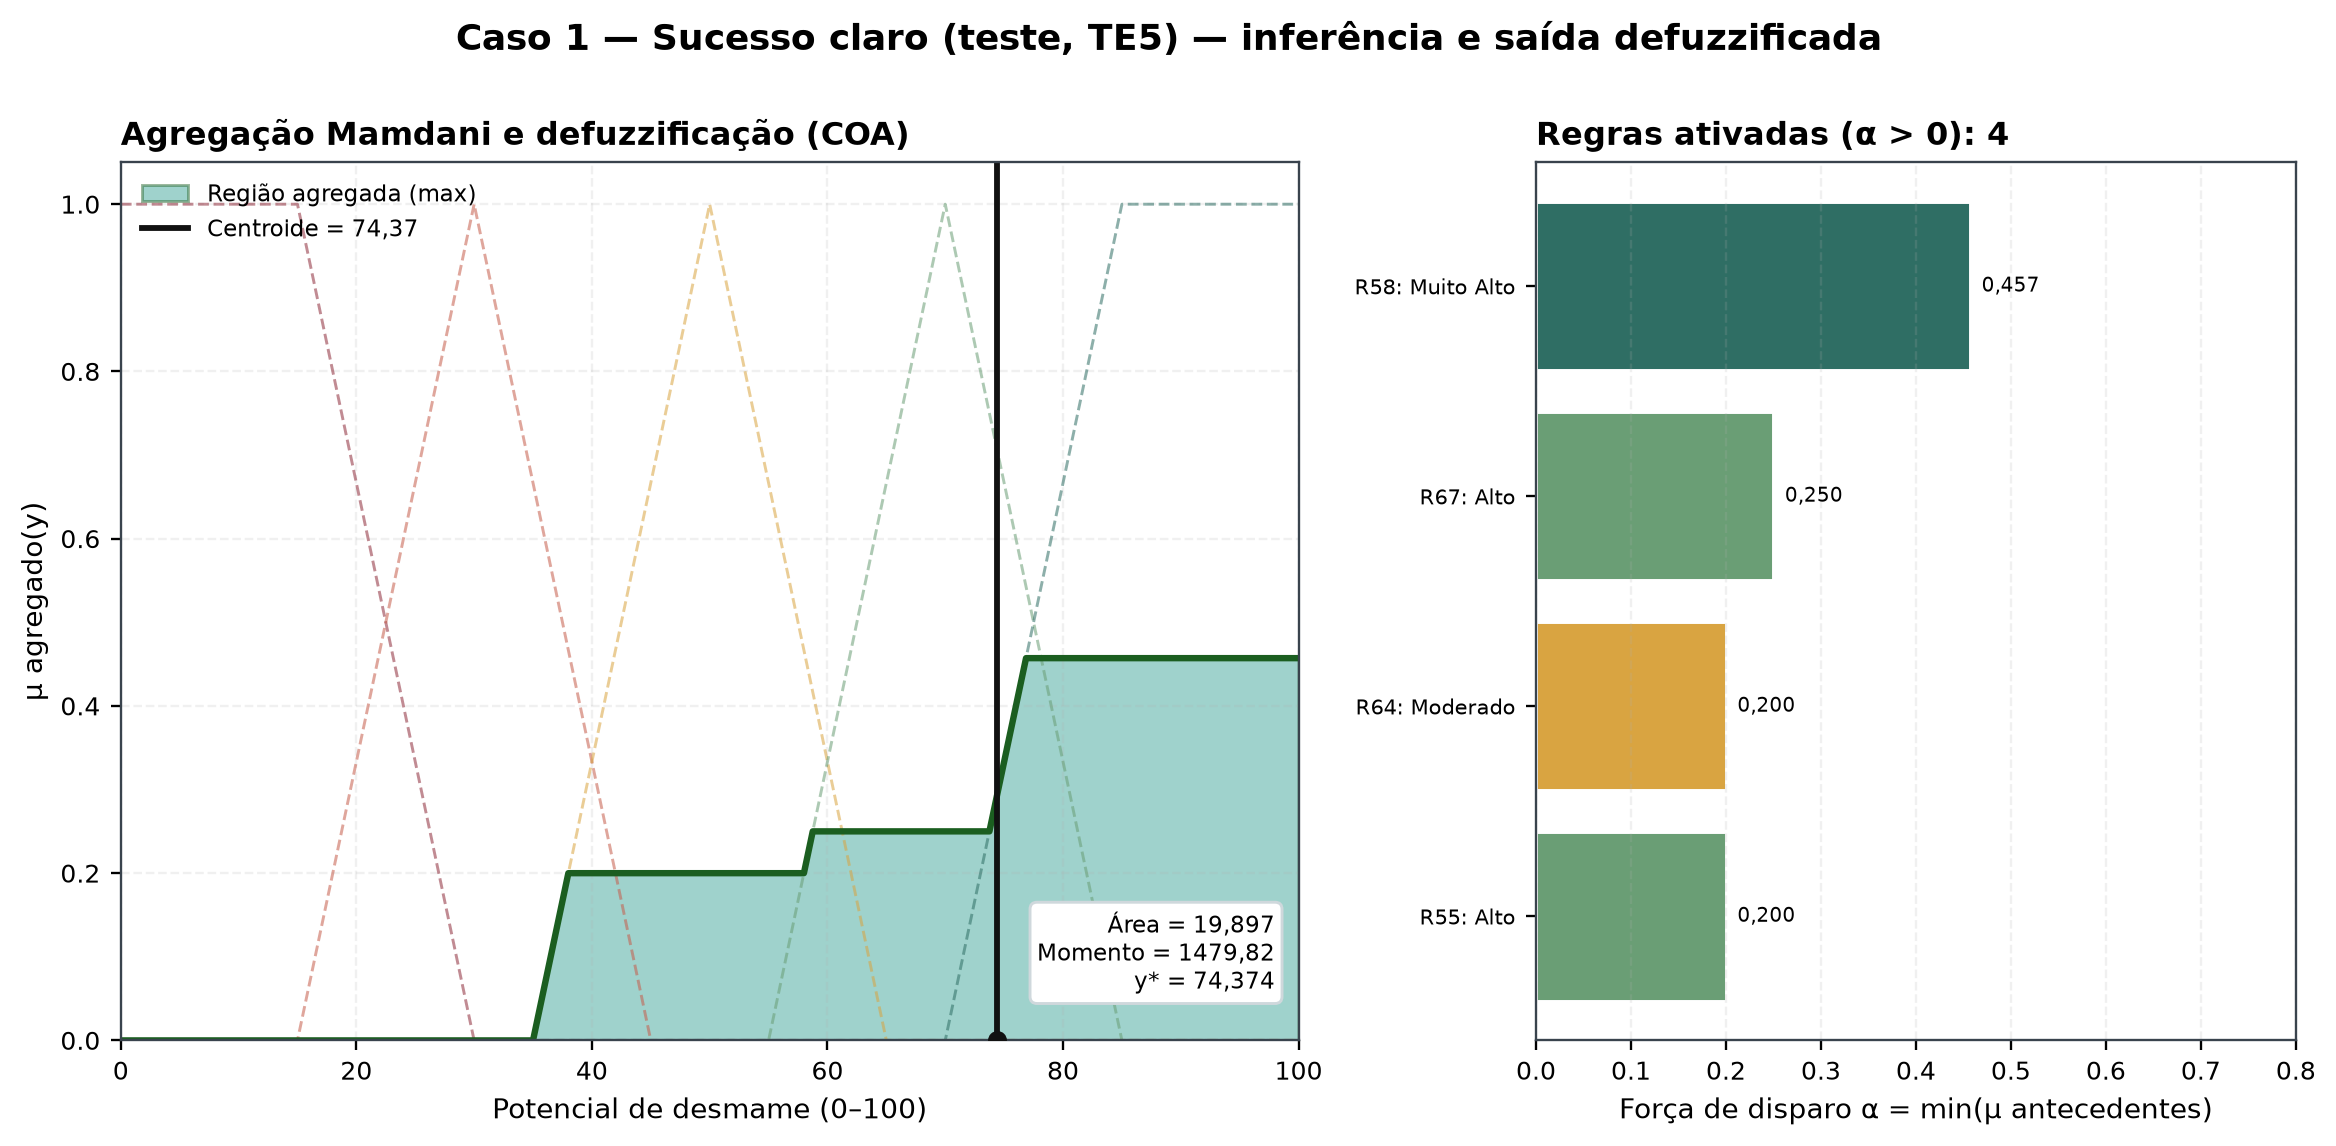 Caso 1 — Sucesso claro (teste, TE5) — inferência e saída defuzzificada
Agregação Mamdani e defuzzificação (COA)
Região agregada (max)
Centroide = 74,37
1.0
0.8
0.6
0.4
0.2
0.0
µ agregado(y)
Área = 19,897
Momento = 1479,82
y* = 74,374
0 20 40 60 80 100
Potencial de desmame (0–100)
Regras ativadas (α > 0): 4
R58: Muito Alto 0,457
R67: Alto 0,250
R64: Moderado 0,200
R55: Alto 0,200
0.0 0.1 0.2 0.3 0.4 0.5 0.6 0.7 0.8
Força de disparo α = min(µ antecedentes)